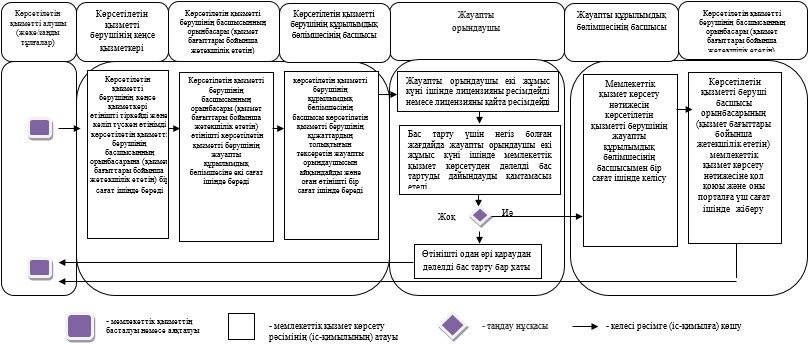 Көрсетілетін
қызметті алушы
(жеке/заңды
тұлғалар)
Көрсетілетін
қызметті
берушінің кеңсе
қызметкері
Көрсетілетін қызметті
берушінің басшысынның
орынбасары (қызмет
бағыттары бойынша
жетекшілік ететін)
Көрсетілетін қызметті
берушінің құрылымдық
бөлімшесінің басшысы
Жауапты
орындаушы
Жауапты құрылымдық
бөлімшесінің басшысы
Көрсетілетін қызметті
берушінің басшысынның
орынбасары (қызмет
бағыттары бойынша
жетекшілік ететін)
Көрсетілетін
қызметті
берушінің кеңсе
қызметкері
өтінішті тіркейді және
келіп түскен өтінімді
көрсетілетін қызметті
берушінің
басшысынның
орынбасарына (қызмет
бағыттары бойынша
жетекшілік ететін) бір
сағат ішінде береді
Көрсетілетін қызметті
берушінің
басшысынның
орынбасары (қызмет
бағыттары бойынша
жетекшілік ететін)
өтінішті көрсетілетін
қызметті берушінің
жауапты
құрылымдық
бөлімшесіне екі сағат
ішінде береді
көрсетілетін қызметті
берушінің
құрылымдық
бөлімшесінің
басшысы көрсетілетін
қызметті берушінің
құжаттардың
толықтығын
тексеретін жауапты
орындаушысын
айқындайды және
оған өтінішті бір
сағат ішінде береді
Жауапты орындаушы екі жұмыс
күні ішінде лицензияны ресімдейді
немесе лицензияны қайта ресімдейді
Бас тарту үшін негіз болған
жағдайда жауапты орындаушы екі
жұмыс күні ішінде мемлекеттік
қызмет көрсетуден дәлелді бас
тартуды дайындауды қамтамасыз
етеді
Жоқ
Иә
Өтінішті одан әрі қараудан
дәлелді бас тарту бар хаты
Мемлекеттік
қызмет көрсету
нәтижесін
көрсетілетін
қызметті берушінің
жауапты
құрылымдық
бөлімшесінің
басшысымен бір
сағат ішінде келісу
Көрсетілетін
қызметті беруші
басшысы
орынбасарының
(қызмет бағыттары
бойынша
жетекшілік ететін)
мемлекеттік
қызмет көрсету
нәтижесіне қол
қоюы және оны
порталға үш сағат
ішінде жіберу
- мемлекеттік қызметтің
басталуы немесе аяқталуы
- мемлекеттік қызмет көрсету
рәсімінің (іс-қимылының) атауы
- таңдау нұсқасы
- келесі рәсімге (іс-қимылға) көшу